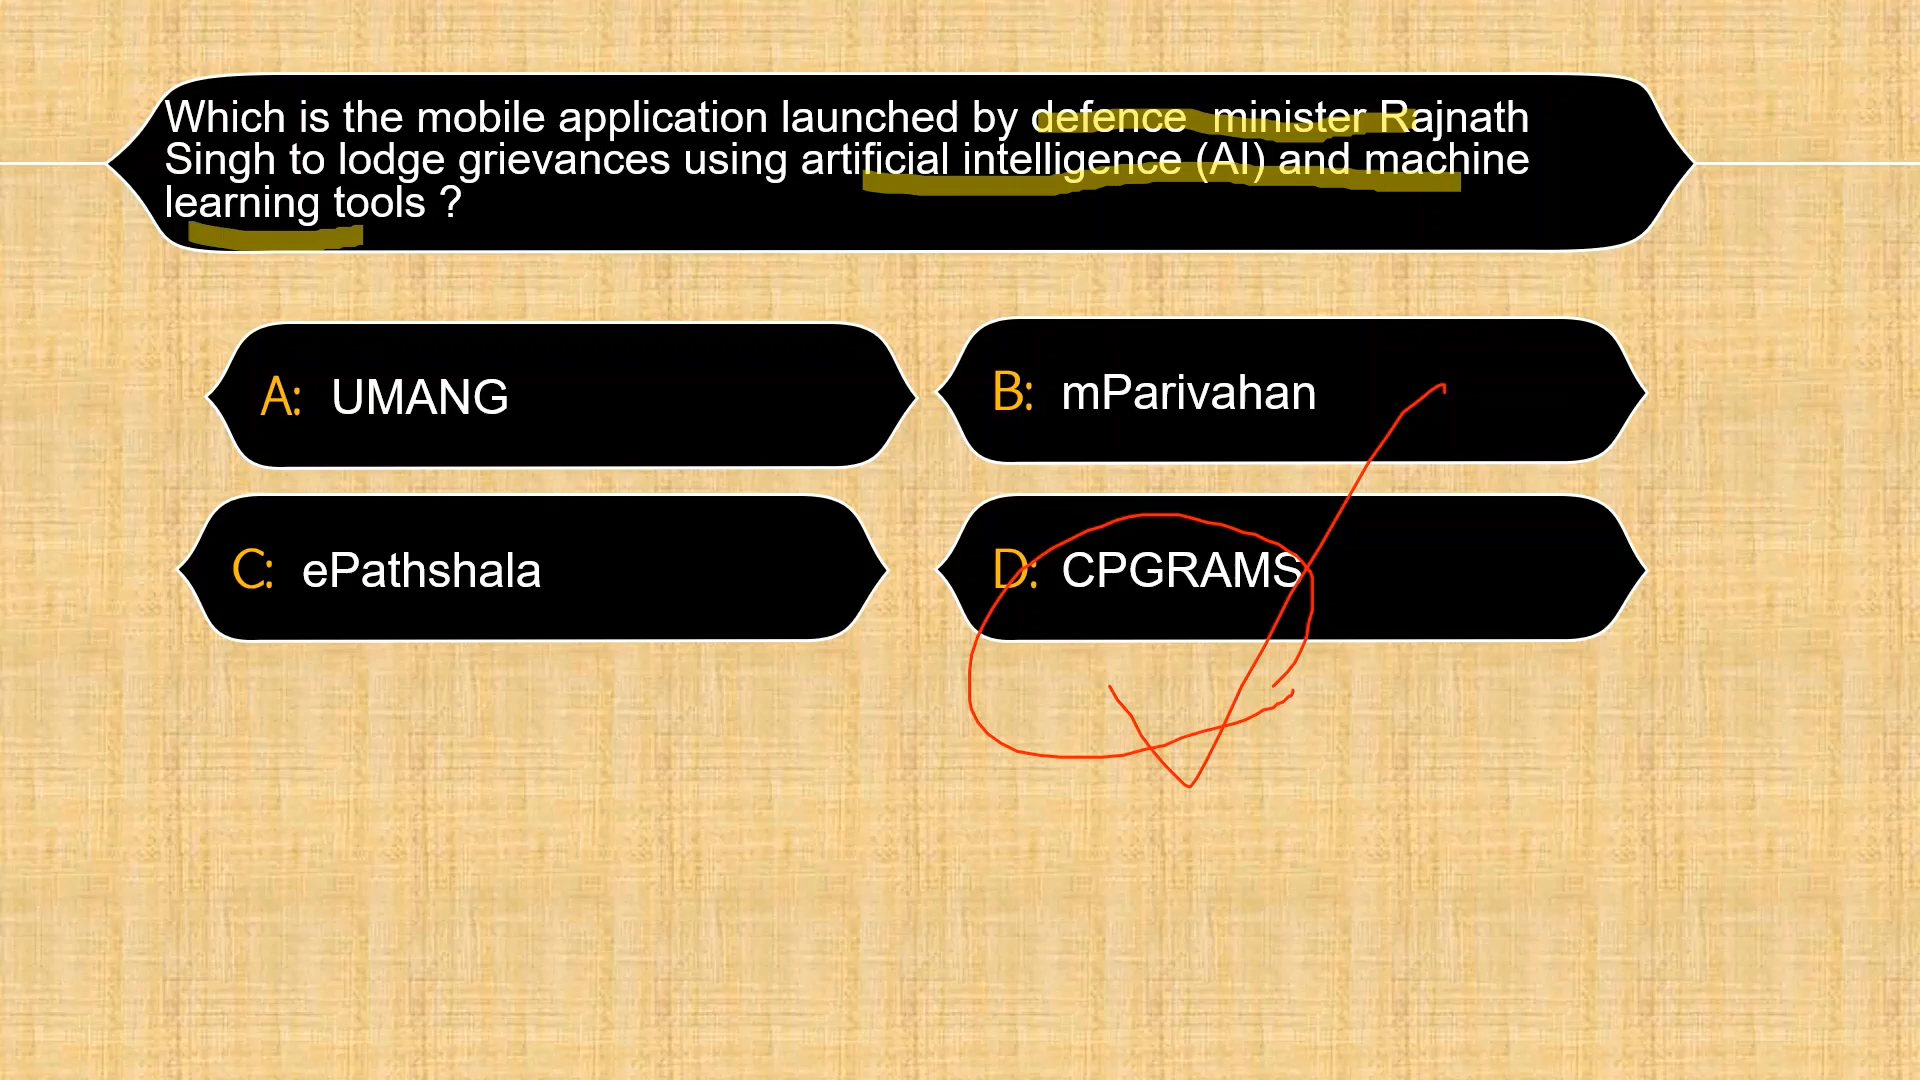 Which is the mobile application launched by defence  minister Rajnath
Singh to lodge grievances using artificial intelligence (AI) and machine
learning tools ?
A: UMANG
B: mParivahan
C: ePathshala
D: CPGRAMS